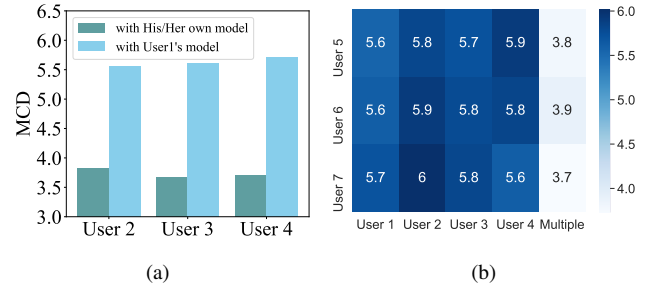 6.5
6.0
5.5
5.0
4.5
4.0
3.5
3.0
MCD
with His/Her own model
with User1's model
User 2 User 3 User 4
(a)
User 5 5.6 5.8 5.7 5.9 3.8
User 6 5.6 5.9 5.8 5.8 3.9
User 7 5.7 6 5.8 5.6 3.7
User 1 User 2 User 3 User 4 Multiple
6.0
5.5
5.0
4.5
4.0
(b)